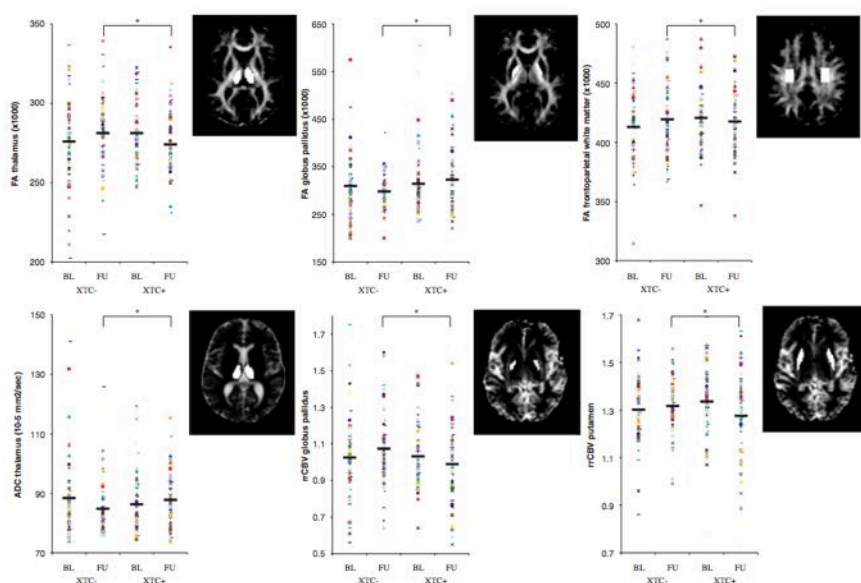 FA thalamus (x1000)
350
300
250
200
*
BL FU BL FU
XTC- XTC+
FA globus pallidus (x1000)
650
550
450
350
250
150
*
BL FU BL FU
XTC- XTC+
FA frontoparietal white matter (x1000)
500
450
400
350
300
*
BL FU BL FU
XTC- XTC+
ADC thalamus (10-5 mm2/sec)
150
130
110
90
70
*
BL FU BL FU
XTC- XTC+
rrCBV globus pallidus
1.7
1.5
1.3
1.1
0.9
0.7
0.5
*
BL FU BL FU
XTC- XTC+
rrCBV putamen
1.7
1.5
1.3
1.1
0.9
0.7
*
BL FU BL FU
XTC- XTC+